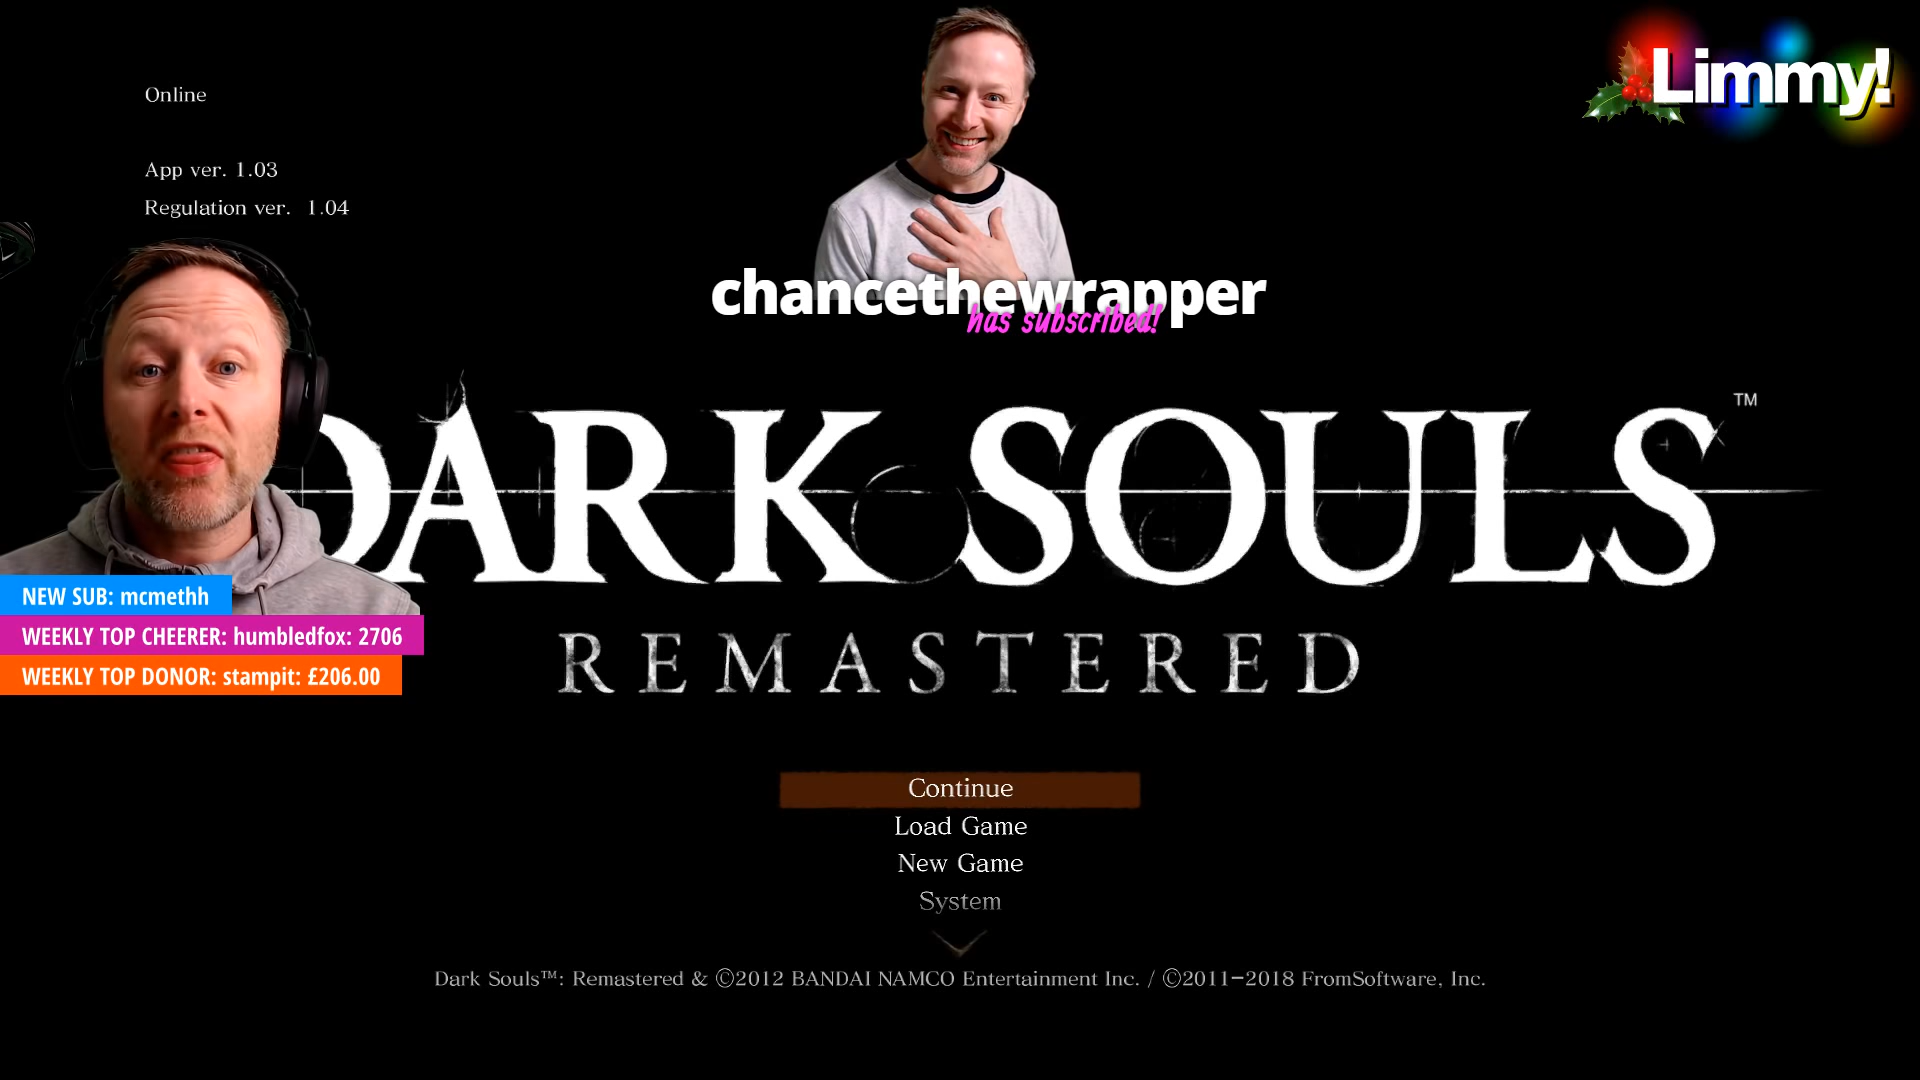 Limmy!
Online
App ver. 1.03
Regulation ver. 1.04
chancethewrapper
has subscribed!
DARK SOULS™
REMASTERED
NEW SUB: mcmethh
WEEKLY TOP CHEERER: humbledfox: 2706
WEEKLY TOP DONOR: stampit: £206.00
Continue
Load Game
New Game
System
Dark Souls™: Remastered & ©2012 BANDAI NAMCO Entertainment Inc. / ©2011–2018 FromSoftware, Inc.